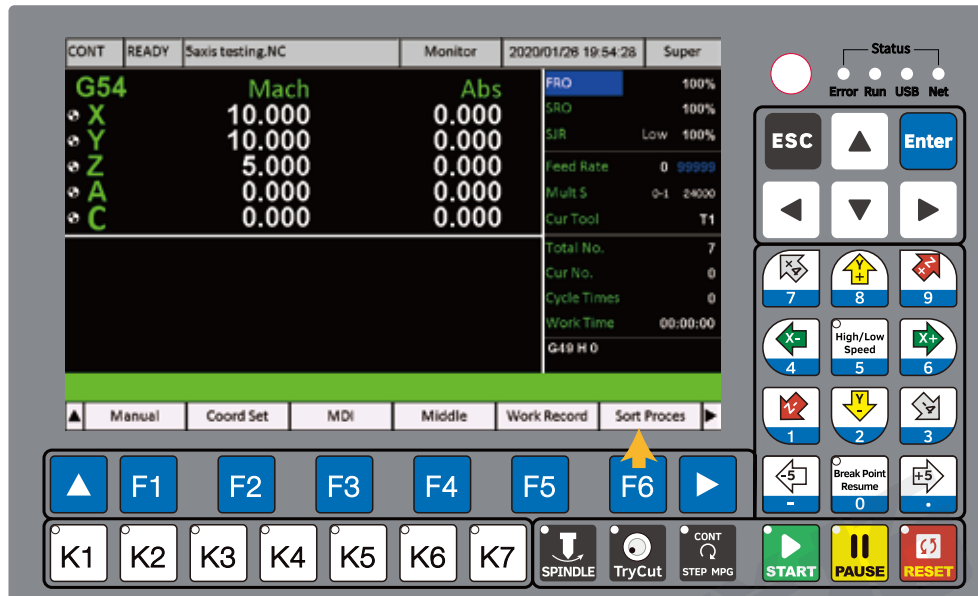 CONT READY 5axis testing.NC Monitor 2020/01/26 19:54:28 Super
G54 Mach Abs
X 10.000 0.000
Y 10.000 0.000
Z 5.000 0.000
A 0.000 0.000
C 0.000 0.000
FRO 100%
SRO 100%
SJR Low 100%
Feed Rate 0 99999
Mult S 0-1 24000
Cur Tool T1
Total No. 7
Cur No. 0
Cycle Times 0
Work Time 00:00:00
G49 H 0
Manual Coord Set MDI Middle Work Record Sort Proces
F1 F2 F3 F4 F5 F6
K1 K2 K3 K4 K5 K6 K7
SPINDLE
TryCut
CONT
STEP MPG
Status
Error Run USB Net
ESC Enter
7
Y
+
8
9
X-
4
High/Low
Speed
5
X+
6
1
Y
-
2
3
-5
-
Break Point
Resume
0
+5
.
START PAUSE RESET